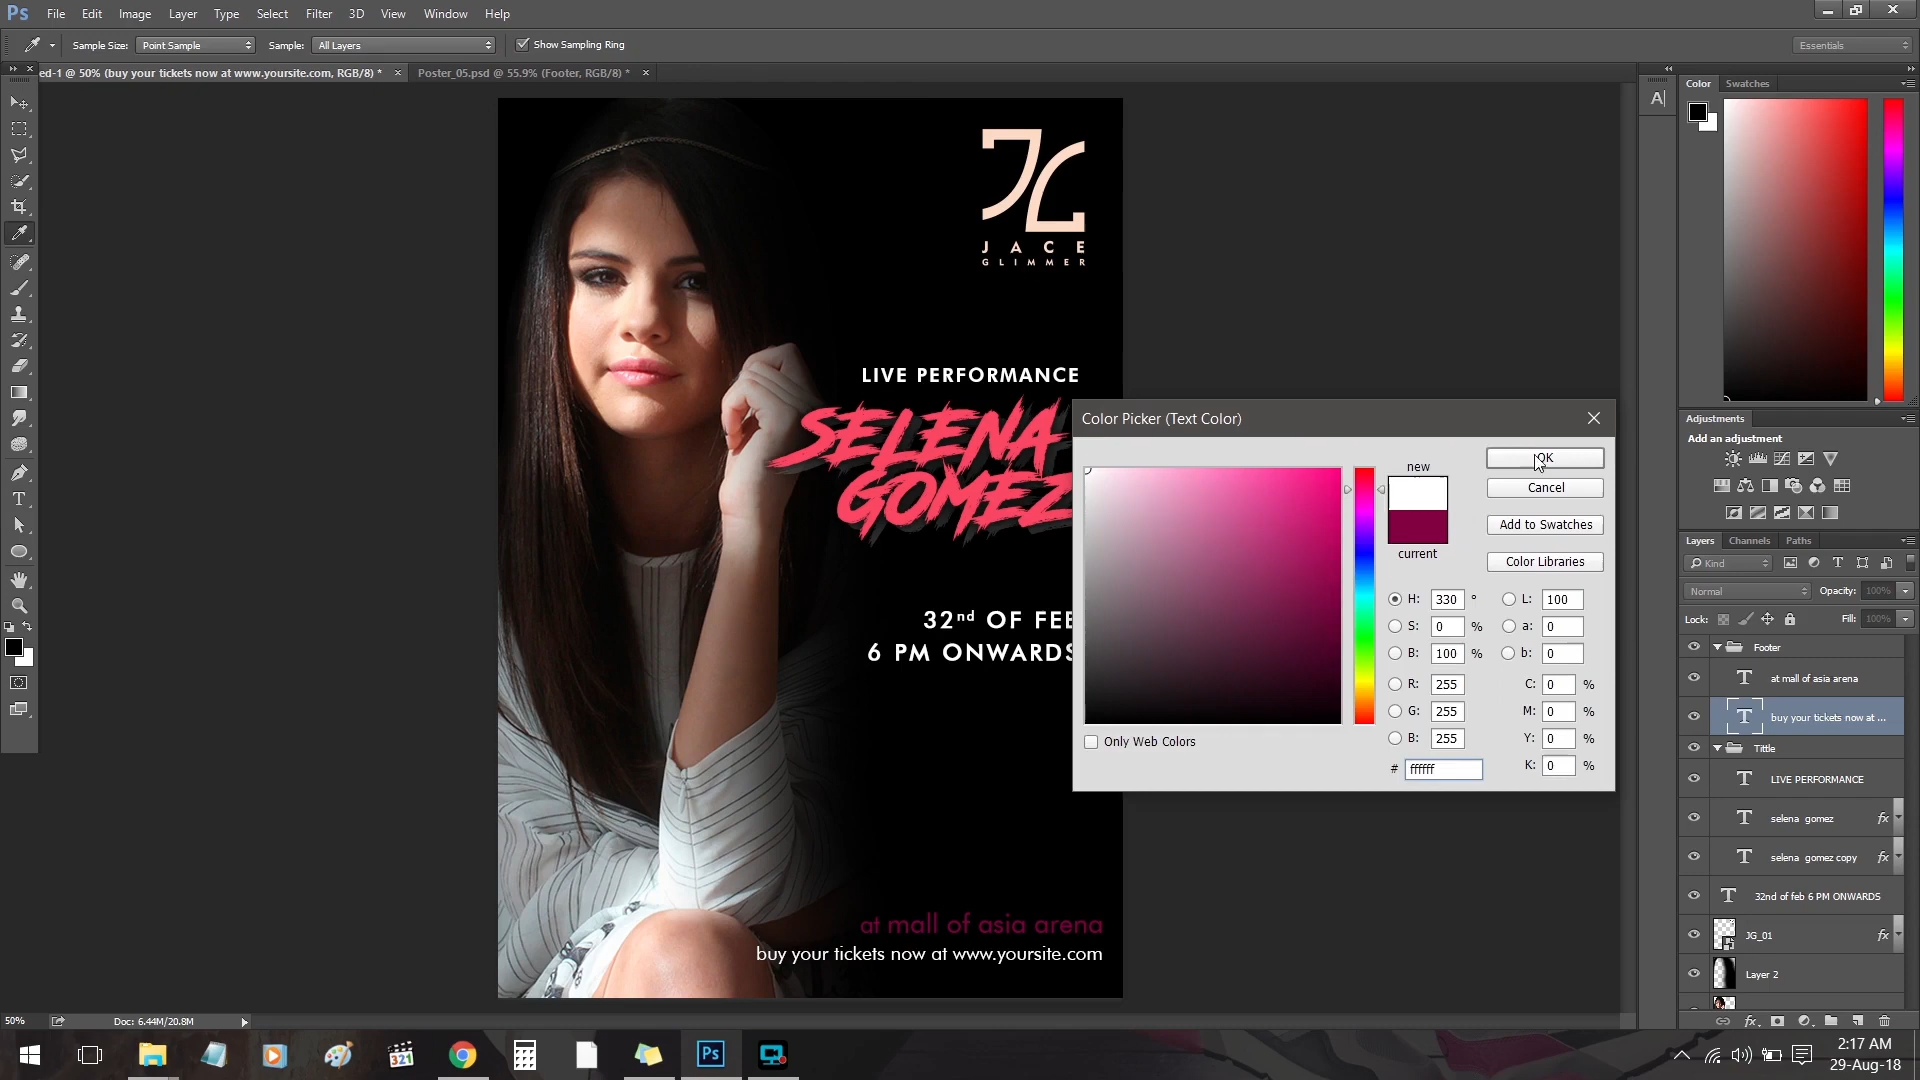 Ps File Edit Image Layer Type Select Filter 3D View Window Help
Sample Size: Point Sample Sample: All Layers Show Sampling Ring Essentials
ed-1 @ 50% (buy your tickets now at www.yoursite.com, RGB/8) * × Poster_05.psd @ 55.9% (Footer, RGB/8) * ×
Color Swatches
JACE
GLIMMER
LIVE PERFORMANCE
SELENA
GOMEZ
32nd OF FEB
6 PM ONWARDS
at mall of asia arena
buy your tickets now at www.yoursite.com
Color Picker (Text Color)
new
current
OK
Cancel
Add to Swatches
Color Libraries
H: 330 ° L: 100
S: 0 % a: 0
B: 100 % b: 0
R: 255 C: 0 %
G: 255 M: 0 %
B: 255 Y: 0 %
# ffffff K: 0 %
Only Web Colors
Adjustments
Add an adjustment
Layers Channels Paths
Kind
Normal Opacity: 100%
Lock: Fill: 100%
Footer
at mall of asia arena
buy your tickets now at ...
Tittle
LIVE PERFORMANCE
selena gomez fx
selena gomez copy fx
32nd of feb 6 PM ONWARDS
JG_01 fx
Layer 2
50% Doc: 6.44M/20.8M
321
Ps
2:17 AM
29-Aug-18